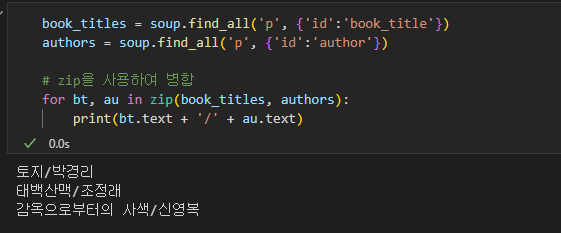 book_titles = soup.find_all('p', {'id':'book_title'})
authors = soup.find_all('p', {'id':'author'})
# zip을 사용하여 병합
for bt, au in zip(book_titles, authors):
    print(bt.text + '/' + au.text)
0.0s
토지/박경리
태백산맥/조정래
감옥으로부터의 사색/신영복